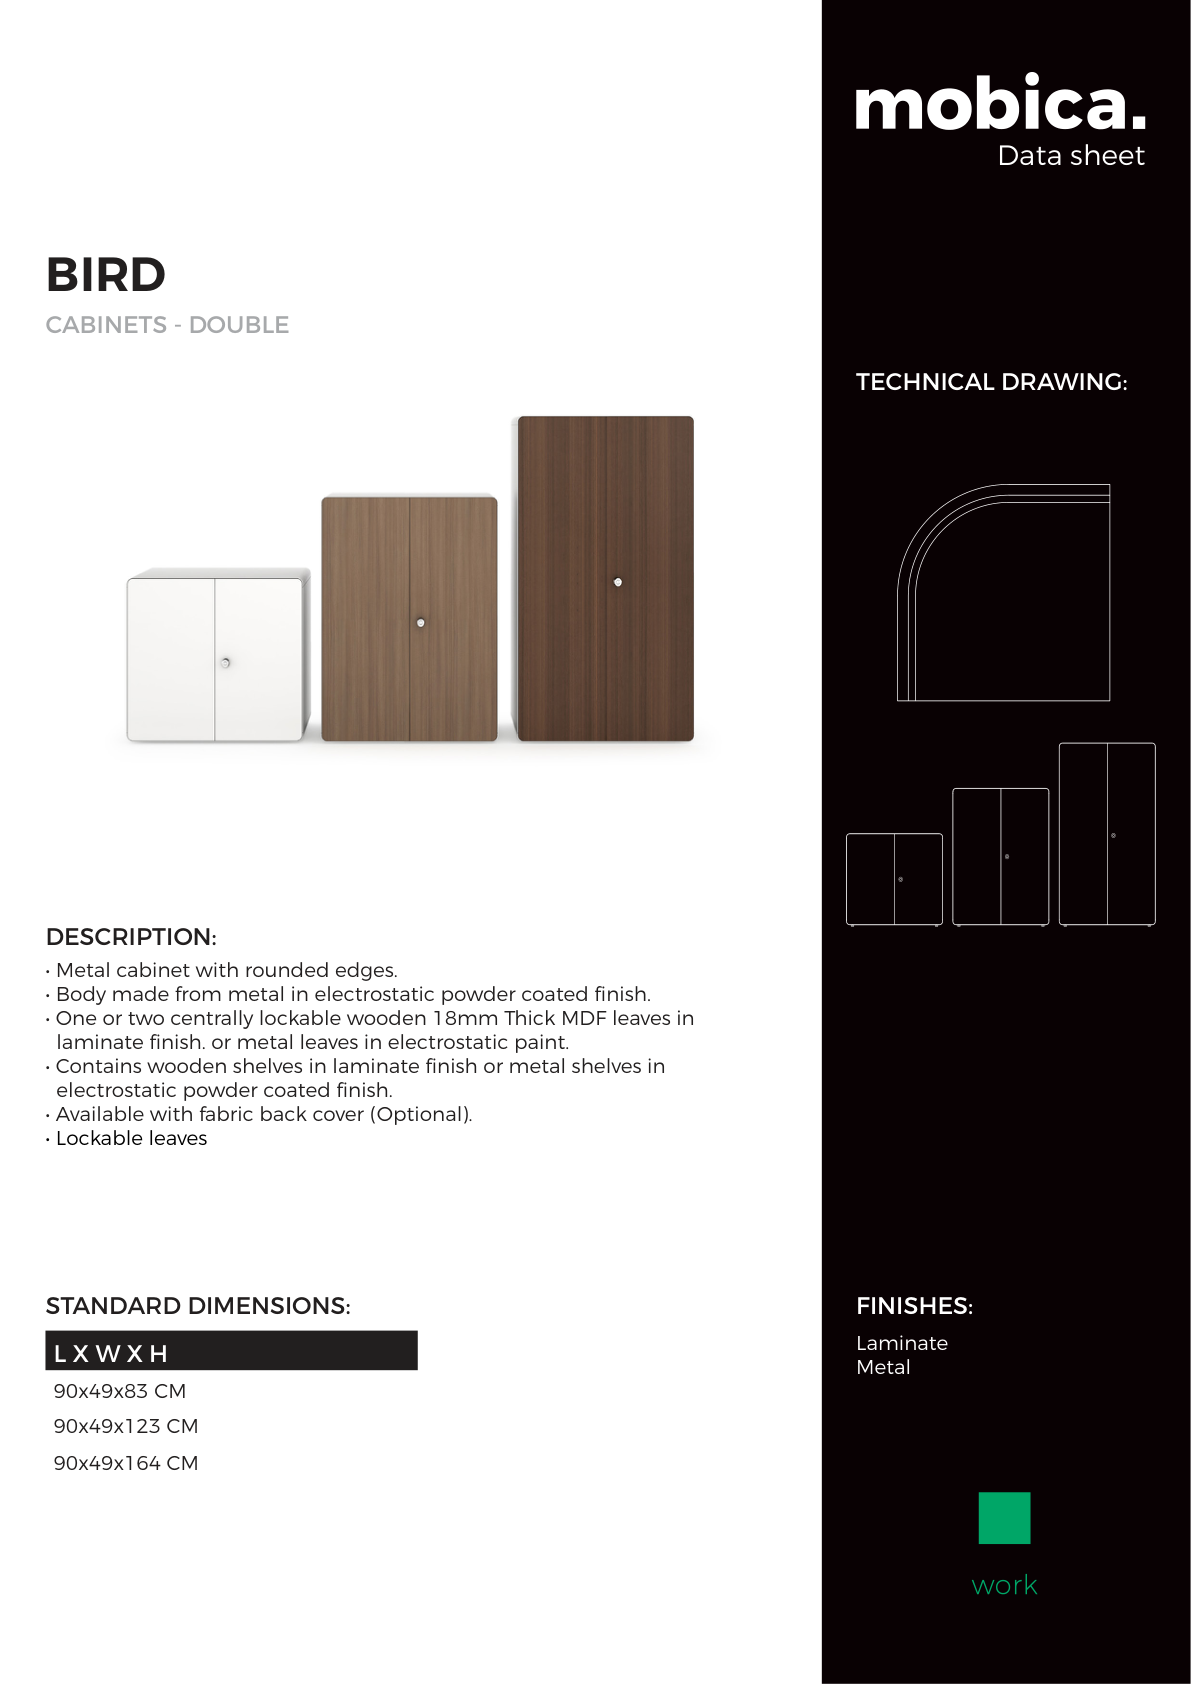 mobica.
Data sheet
BIRD
CABINETS - DOUBLE
TECHNICAL DRAWING:
DESCRIPTION:
• Metal cabinet with rounded edges.
• Body made from metal in electrostatic powder coated finish.
• One or two centrally lockable wooden 18mm Thick MDF leaves in
laminate finish. or metal leaves in electrostatic paint.
• Contains wooden shelves in laminate finish or metal shelves in
electrostatic powder coated finish.
• Available with fabric back cover (Optional).
• Lockable leaves
STANDARD DIMENSIONS:
L X W X H
90x49x83 CM
90x49x123 CM
90x49x164 CM
FINISHES:
Laminate
Metal
work